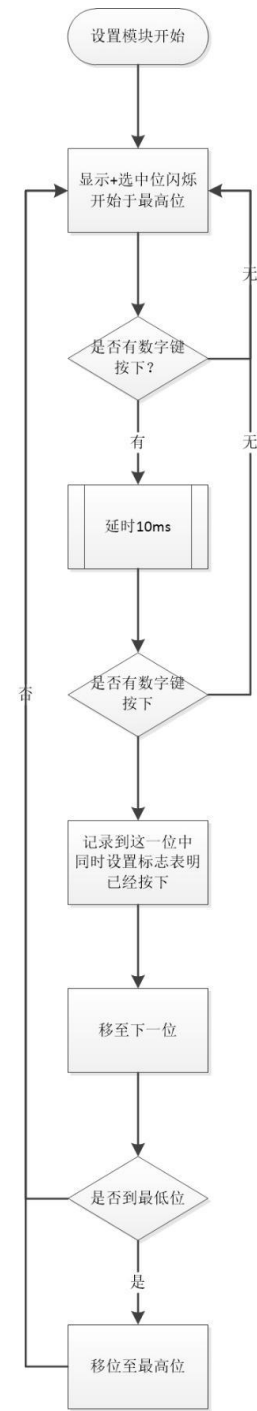 设置模块开始
显示+选中位闪烁
开始于最高位
无
是否有数字键
按下？
有
无
延时10ms
是否有数字键
按下
否
记录到这一位中
同时设置标志表明
已经按下
移至下一位
是否到最低位
是
移位至最高位